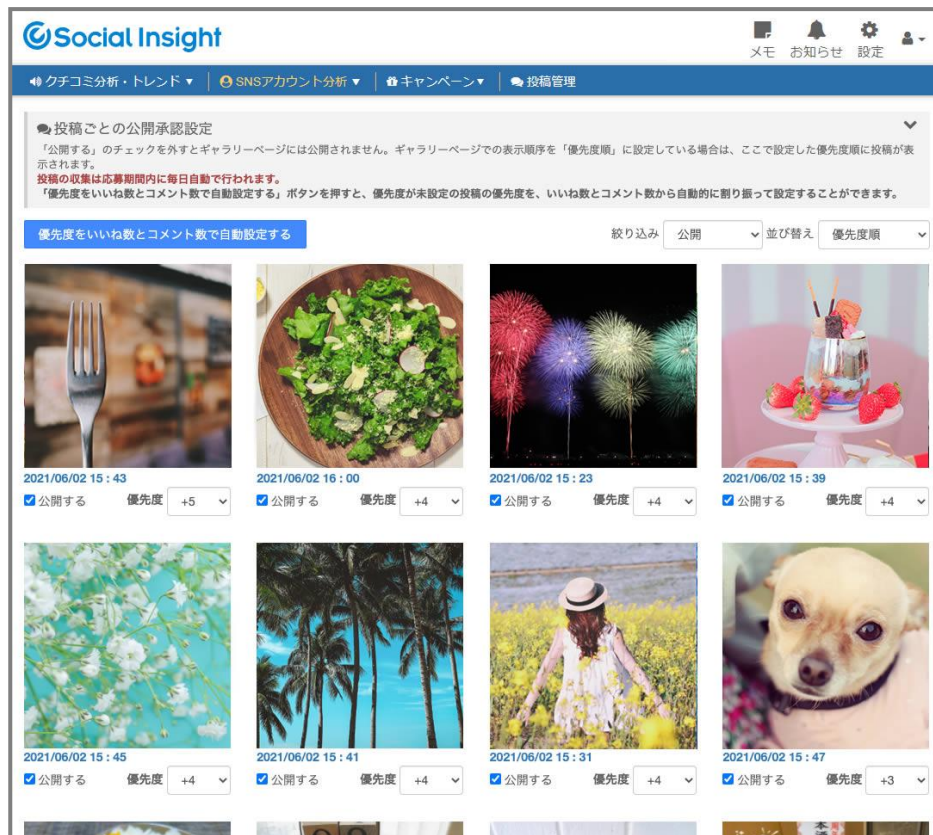 Social Insight
メモ お知らせ 設定
クチコミ分析・トレンド▼ SNSアカウント分析▼ キャンペーン▼ 投稿管理
投稿ごとの公開承認設定
「公開する」のチェックを外すとギャラリーページには公開されません。ギャラリーページでの表示順序を「優先度順」に設定している場合は、ここで設定した優先度順に投稿が表
示されます。
投稿の収集は応募期間内に毎日自動で行われます。
「優先度をいいね数とコメント数で自動設定する」ボタンを押すと、優先度が未設定の投稿の優先度を、いいね数とコメント数から自動的に割り振って設定することができます。
優先度をいいね数とコメント数で自動設定する 絞り込み 公開 並び替え 優先度順
2021/06/02 15：43 2021/06/02 16：00 2021/06/02 15：23 2021/06/02 15：39
公開する 優先度 +5 公開する 優先度 +4 公開する 優先度 +4 公開する 優先度 +4
2021/06/02 15：45 2021/06/02 15：41 2021/06/02 15：31 2021/06/02 15：47
公開する 優先度 +4 公開する 優先度 +4 公開する 優先度 +4 公開する 優先度 +3